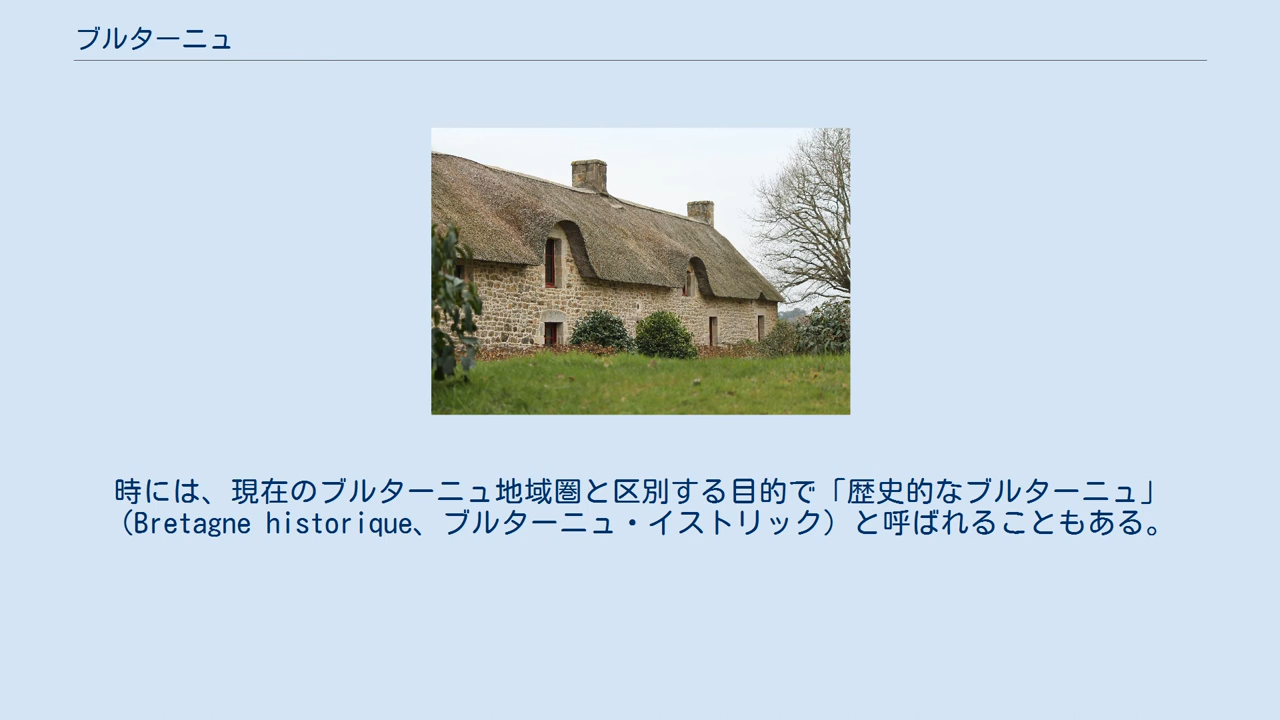 ブルターニュ
時には、現在のブルターニュ地域圏と区別する目的で「歴史的なブルターニュ」
（Bretagne historique、ブルターニュ・イストリック）と呼ばれることもある。